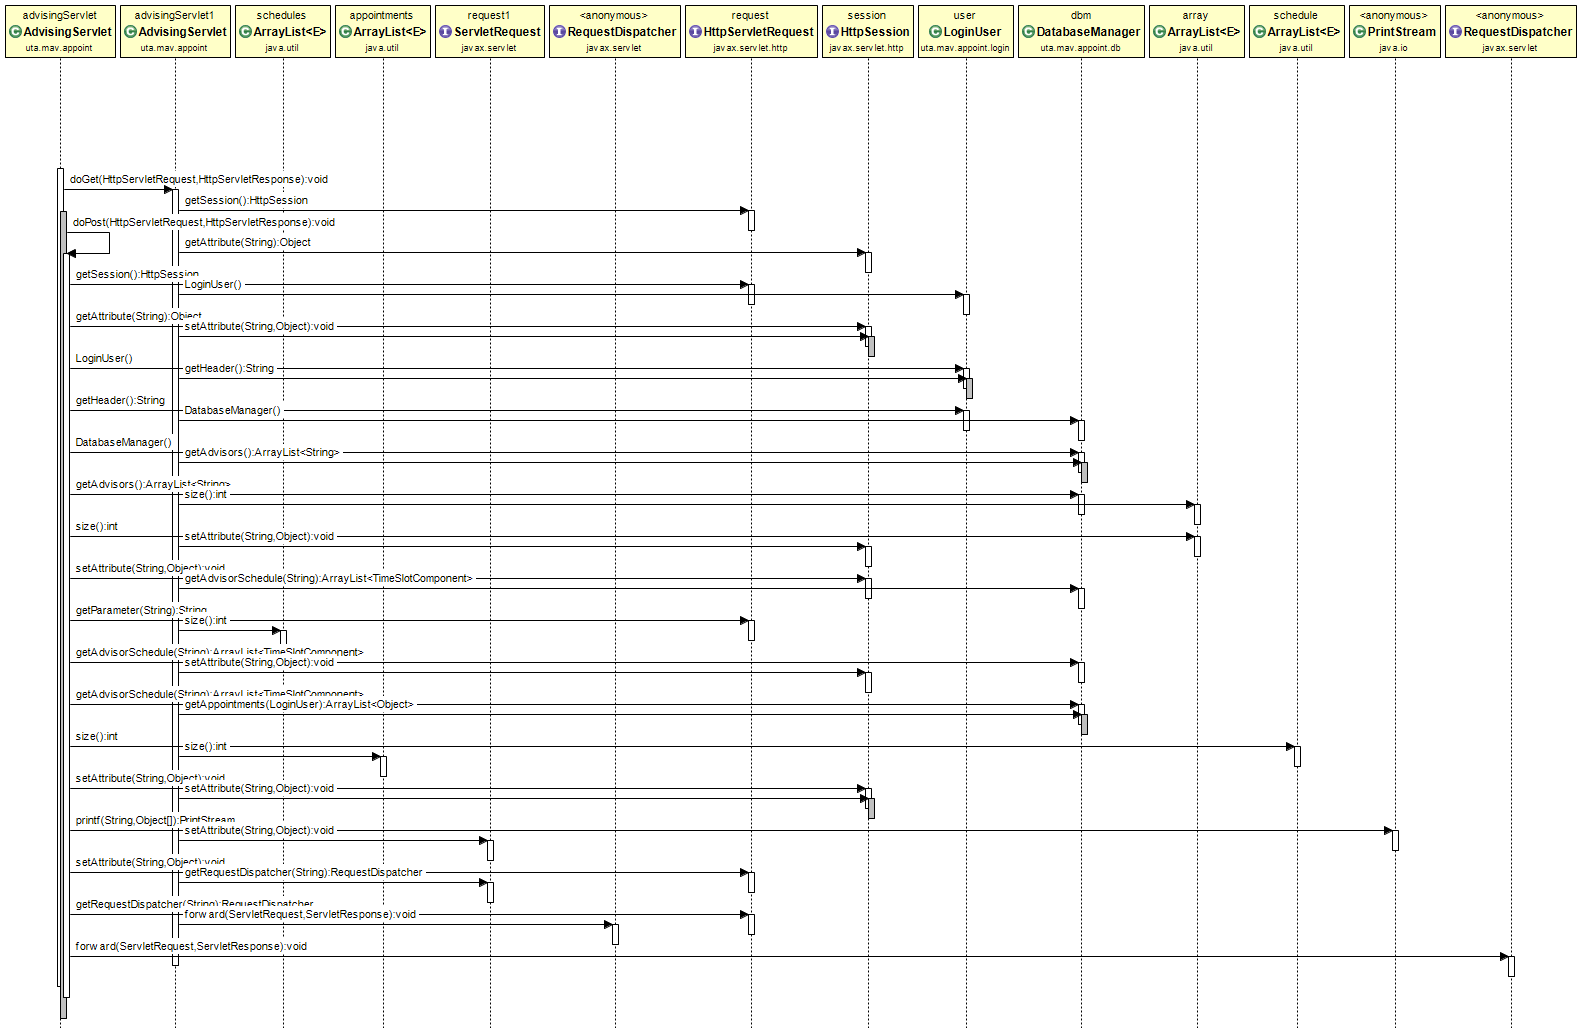 advisingServlet
AdvisingServlet
uta.mav.appoint
advisingServlet1
AdvisingServlet
uta.mav.appoint
schedules
ArrayList<E>
java.util
appointments
ArrayList<E>
java.util
request1
ServletRequest
javax.servlet
<anonymous>
RequestDispatcher
javax.servlet
request
HttpServletRequest
javax.servlet.http
session
HttpSession
javax.servlet.http
user
LoginUser
uta.mav.appoint.login
dbm
DatabaseManager
uta.mav.appoint.db
array
ArrayList<E>
java.util
schedule
ArrayList<E>
java.util
<anonymous>
PrintStream
java.io
<anonymous>
RequestDispatcher
javax.servlet
doGet(HttpServletRequest,HttpServletResponse):void
getSession():HttpSession
doPost(HttpServletRequest,HttpServletResponse):void
getAttribute(String):Object
getSession():HttpSession
LoginUser()
getAttribute(String):Object
setAttribute(String,Object):void
LoginUser()
getHeader():String
getHeader():String
DatabaseManager()
DatabaseManager()
getAdvisors():ArrayList<String>
getAdvisors():ArrayList<String>
size():int
size():int
setAttribute(String,Object):void
setAttribute(String,Object):void
getAdvisorSchedule(String):ArrayList<TimeSlotComponent>
getParameter(String):String
size():int
getAdvisorSchedule(String):ArrayList<TimeSlotComponent>
setAttribute(String,Object):void
getAdvisorSchedule(String):ArrayList<TimeSlotComponent>
getAppointments(LoginUser):ArrayList<Object>
size():int
size():int
setAttribute(String,Object):void
setAttribute(String,Object):void
printf(String,Object[]):PrintStream
setAttribute(String,Object):void
setAttribute(String,Object):void
getRequestDispatcher(String):RequestDispatcher
getRequestDispatcher(String):RequestDispatcher
forward(ServletRequest,ServletResponse):void
forward(ServletRequest,ServletResponse):void